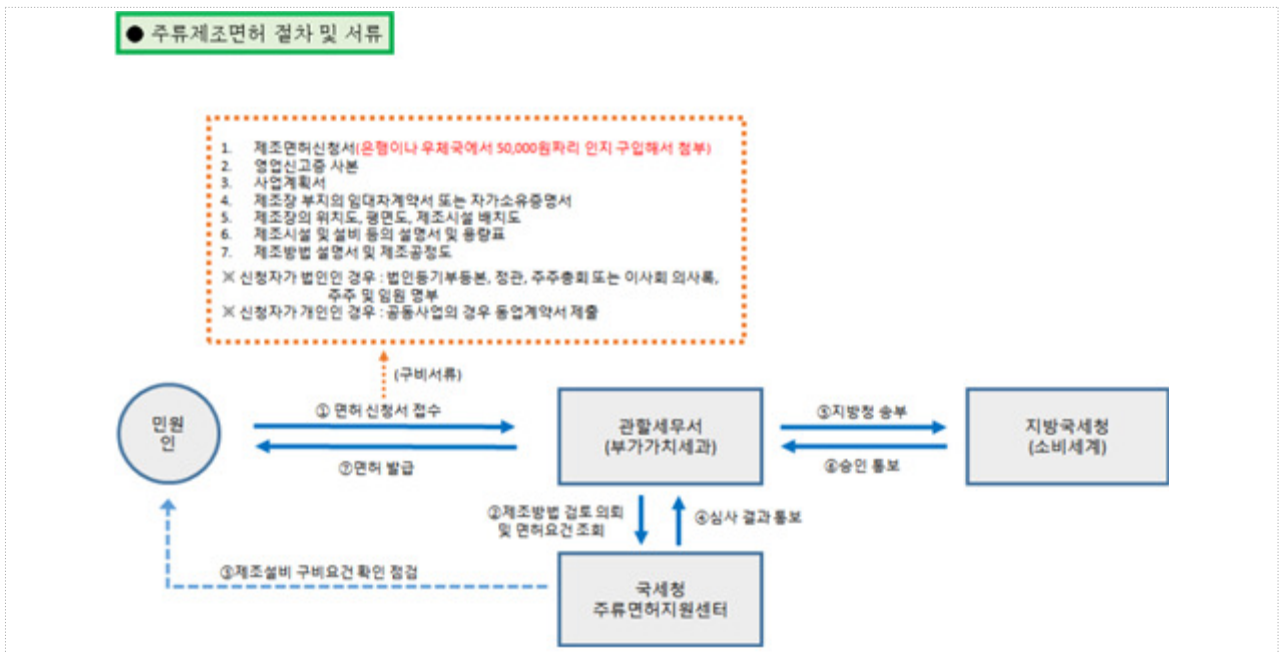 ● 주류제조면허 절차 및 서류
1. 제조면허신청서(은행이나 우체국에서 50,000원짜리 인지 구입해서 첨부)
2. 영업신고증 사본
3. 사업계획서
4. 제조장 부지의 임대차계약서 또는 자가소유증명서
5. 제조장의 위치도, 평면도, 제조시설 배치도
6. 제조시설 및 설비 등의 설명서 및 용량표
7. 제조방법 설명서 및 제조공정도
※ 신청자가 법인인 경우 : 법인등기부등본, 정관, 주주총회 또는 이사회 의사록,
주주 및 임원 명부
※ 신청자가 개인인 경우 : 공동사업의 경우 동업계약서 제출
(구비서류)
민원
인
① 면허 신청서 접수
⑦면허 발급
관할세무서
(부가가치세과)
⑤지방청 송부
⑥승인 통보
지방국세청
(소비세계)
②제조방법 검토 의뢰
및 면허요건 조회
④심사 결과 통보
③제조설비 구비요건 확인 점검
국세청
주류면허지원센터